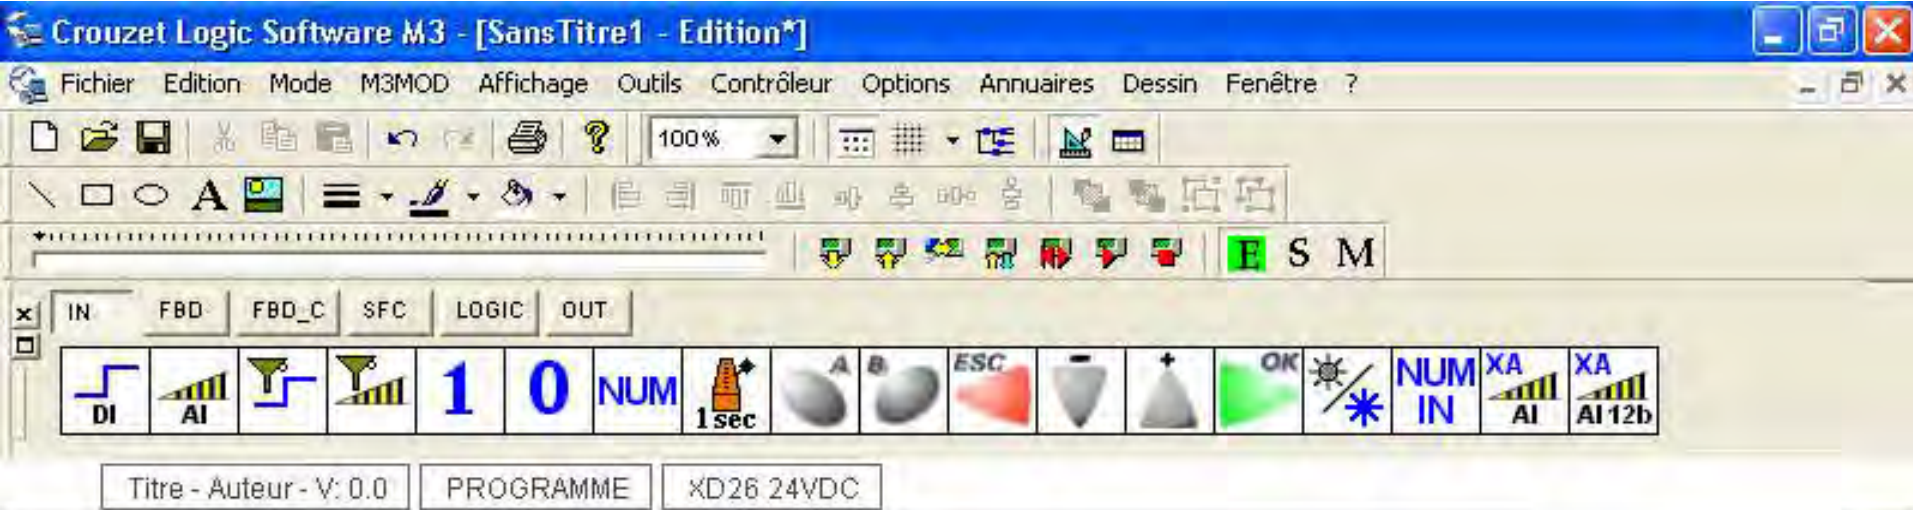 Crouzet Logic Software M3 - [SansTitre1 - Edition*]
Fichier Edition Mode M3MOD Affichage Outils Contrôleur Options Annuaires Dessin Fenêtre ?
100%
A
E S M
IN FBD FBD_C SFC LOGIC OUT
DI AI 1 0 NUM 1 sec A B ESC - + OK NUM IN XA AI XA AI 12b
Titre - Auteur - V: 0.0 PROGRAMME XD26 24VDC